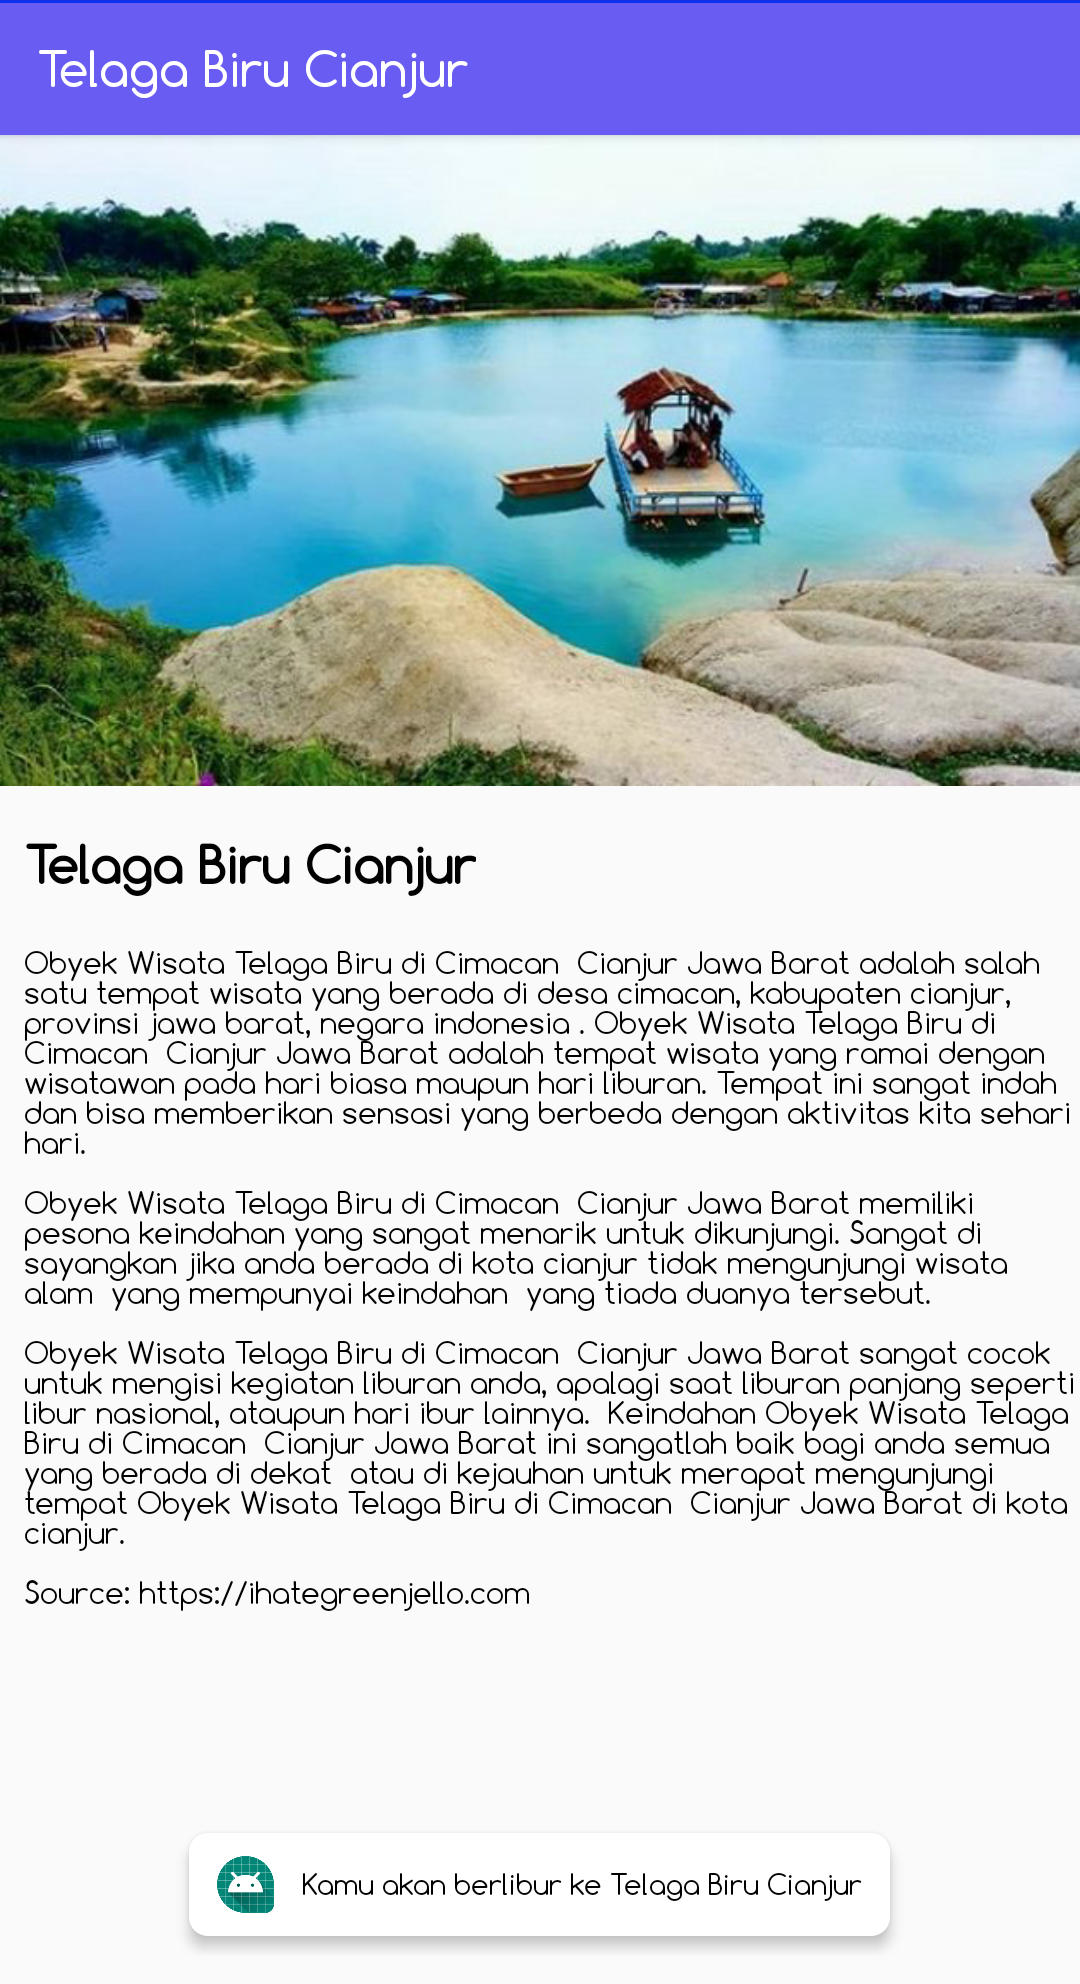 Telaga Biru Cianjur
Telaga Biru Cianjur
Obyek Wisata Telaga Biru di Cimacan  Cianjur Jawa Barat adalah salah
satu tempat wisata yang berada di desa cimacan, kabupaten cianjur,
provinsi jawa barat, negara indonesia . Obyek Wisata Telaga Biru di
Cimacan  Cianjur Jawa Barat adalah tempat wisata yang ramai dengan
wisatawan pada hari biasa maupun hari liburan. Tempat ini sangat indah
dan bisa memberikan sensasi yang berbeda dengan aktivitas kita sehari
hari.
Obyek Wisata Telaga Biru di Cimacan  Cianjur Jawa Barat memiliki
pesona keindahan yang sangat menarik untuk dikunjungi. Sangat di
sayangkan jika anda berada di kota cianjur tidak mengunjungi wisata
alam  yang mempunyai keindahan  yang tiada duanya tersebut.
Obyek Wisata Telaga Biru di Cimacan  Cianjur Jawa Barat sangat cocok
untuk mengisi kegiatan liburan anda, apalagi saat liburan panjang seperti
libur nasional, ataupun hari ibur lainnya.  Keindahan Obyek Wisata Telaga
Biru di Cimacan  Cianjur Jawa Barat ini sangatlah baik bagi anda semua
yang berada di dekat  atau di kejauhan untuk merapat mengunjungi
tempat Obyek Wisata Telaga Biru di Cimacan  Cianjur Jawa Barat di kota
cianjur.
Source: https://ihategreenjello.com
Kamu akan berlibur ke Telaga Biru Cianjur